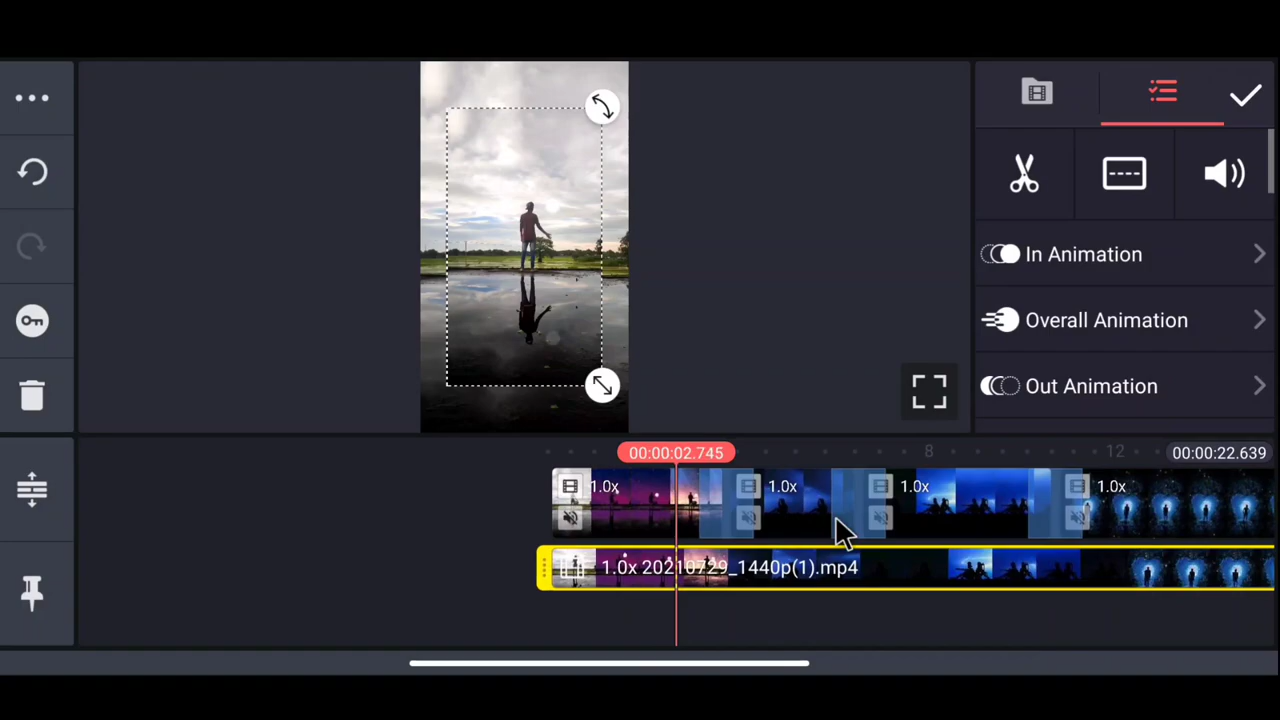 In Animation
Overall Animation
Out Animation
00:00:02.745
8
12
00:00:22.639
1.0x
1.0x
1.0x
1.0x
1.0x 20210729_1440p(1).mp4